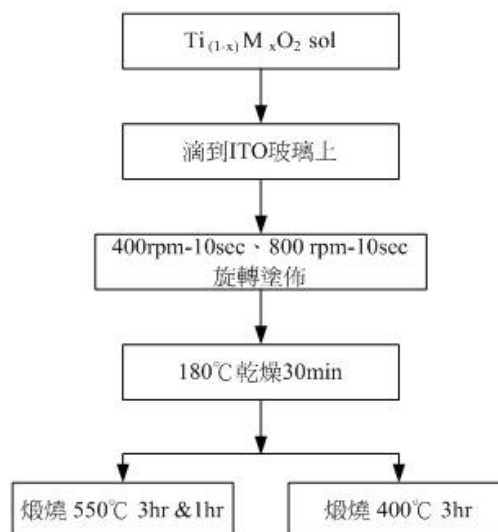 Ti(1-x)MxO2 sol
滴到ITO玻璃上
400rpm-10sec、800 rpm-10sec
旋轉塗佈
180℃乾燥30min
煅燒 550℃ 3hr &1hr
煅燒 400℃ 3hr